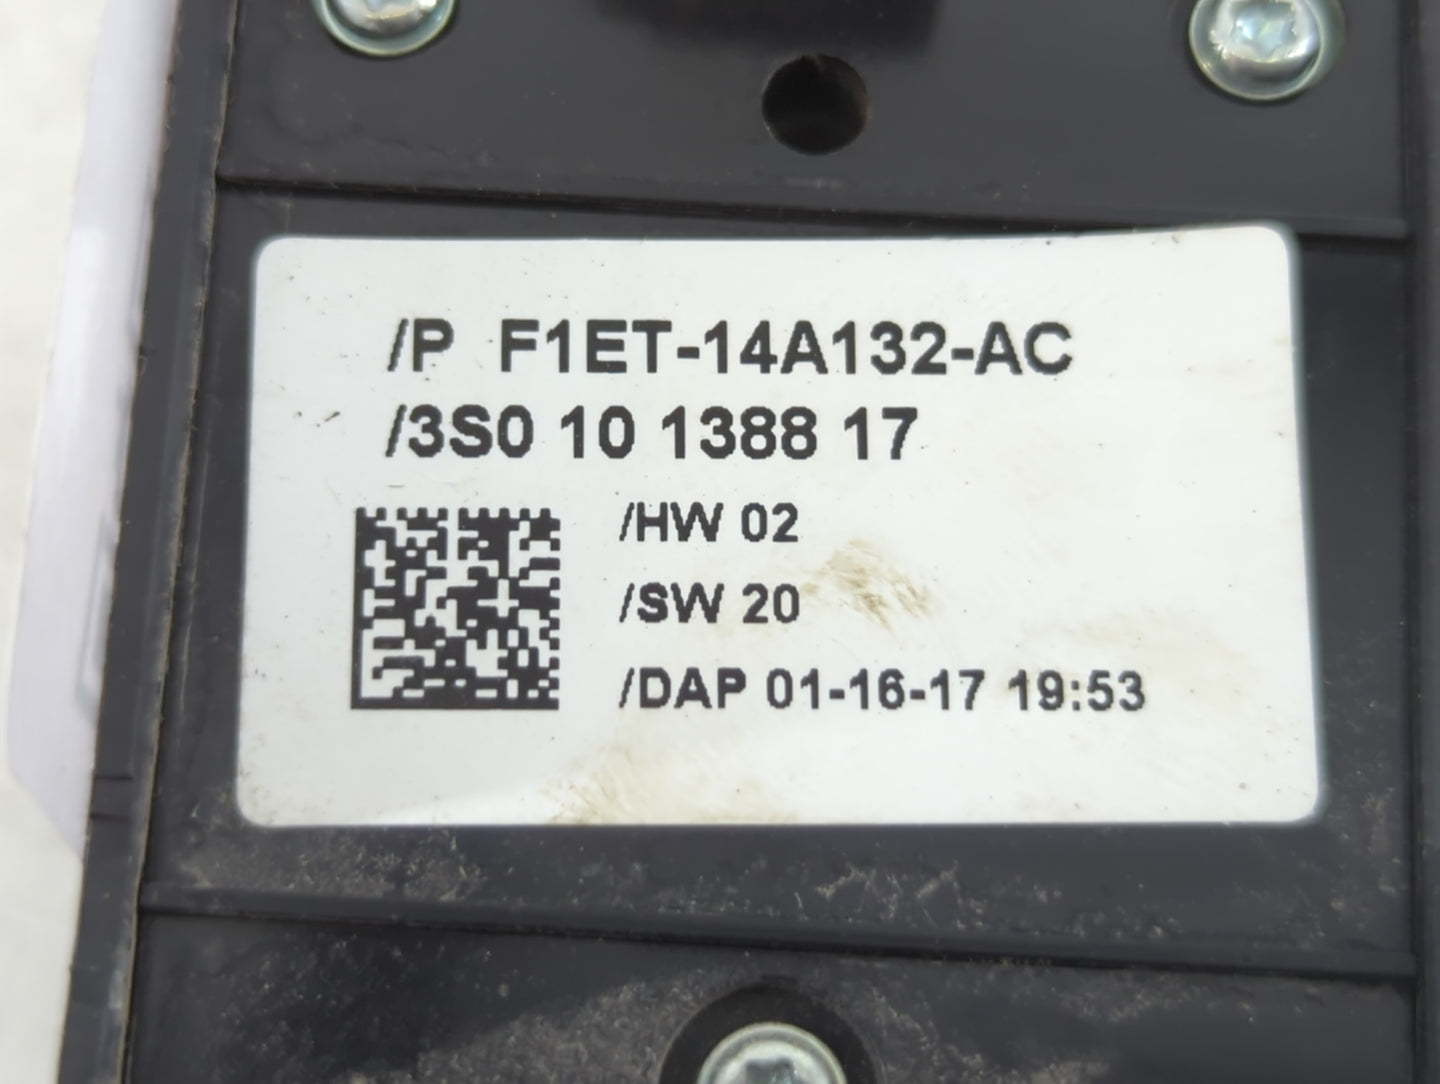 /P F1ET-14A132-AC
/3S0 10 1388 17
/HW 02
/SW 20
/DAP 01-16-17 19:53